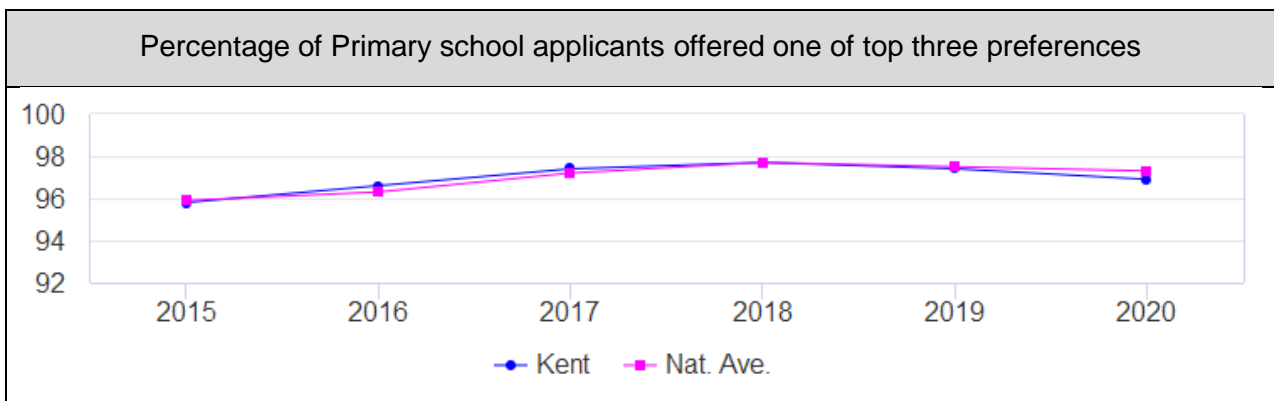 Percentage of Primary school applicants offered one of top three preferences
100
98
96
94
92
2015 2016 2017 2018 2019 2020
Kent Nat. Ave.